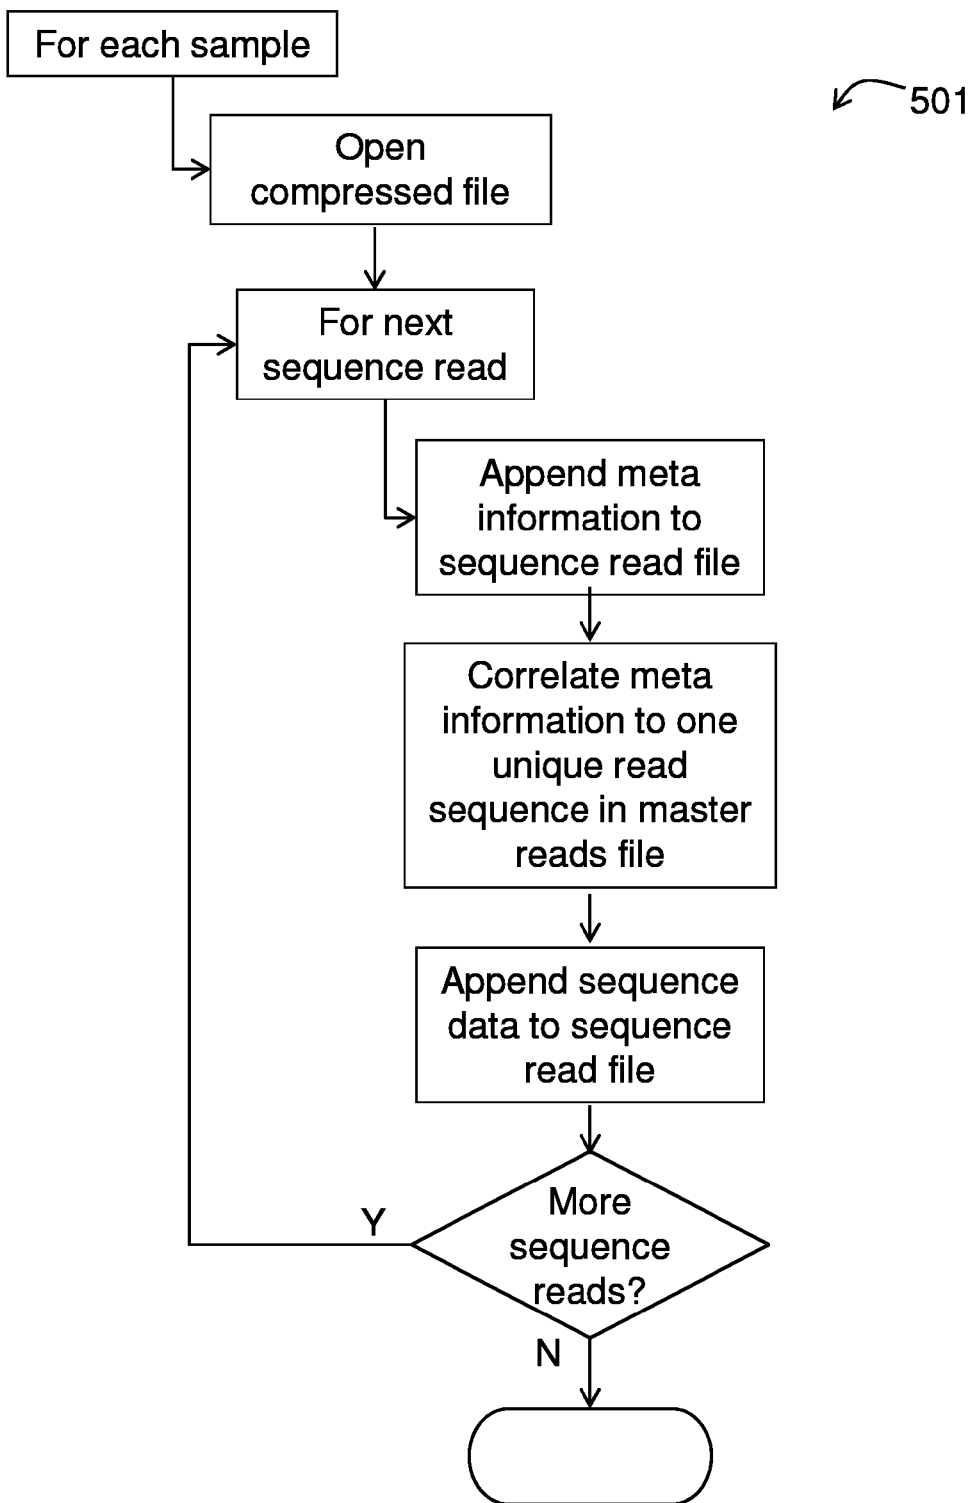 For each sample
501
Open
compressed file
For next
sequence read
Append meta
information to
sequence read file
Correlate meta
information to one
unique read
sequence in master
reads file
Append sequence
data to sequence
read file
More
sequence
reads?
Y
N